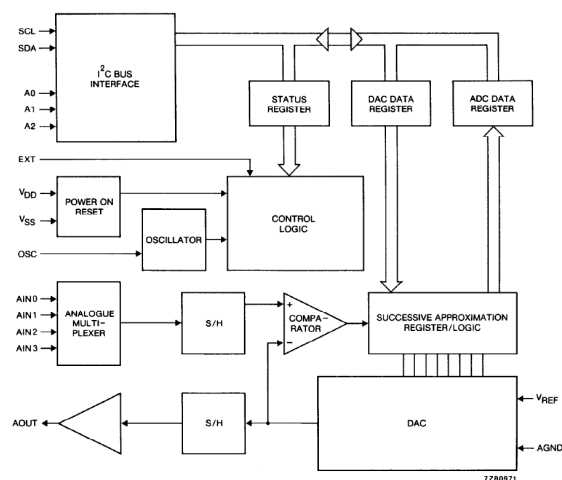 SCL
SDA
A0
A1
A2
I²C BUS
INTERFACE
STATUS
REGISTER
DAC DATA
REGISTER
ADC DATA
REGISTER
EXT
VDD
VSS
POWER ON
RESET
OSC
OSCILLATOR
CONTROL
LOGIC
AIN0
AIN1
AIN2
AIN3
ANALOGUE
MULTI-
PLEXER
S/H
+
−
COMPA-
RATOR
SUCCESSIVE APPROXIMATION
REGISTER/LOGIC
AOUT
S/H
DAC
VREF
AGND
7Z80971